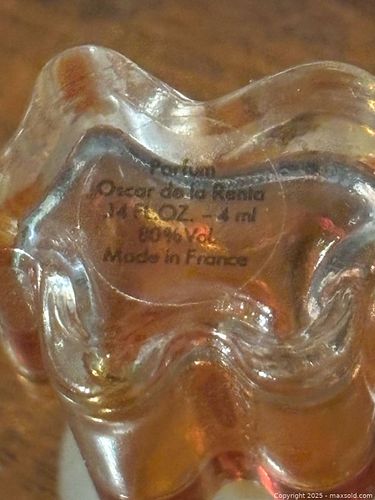 Parfum
Oscar de la Renta
.14 FL.OZ. - 4 ml
80% Vol.
Made in France
Copyright © 2025 - maxsold.com